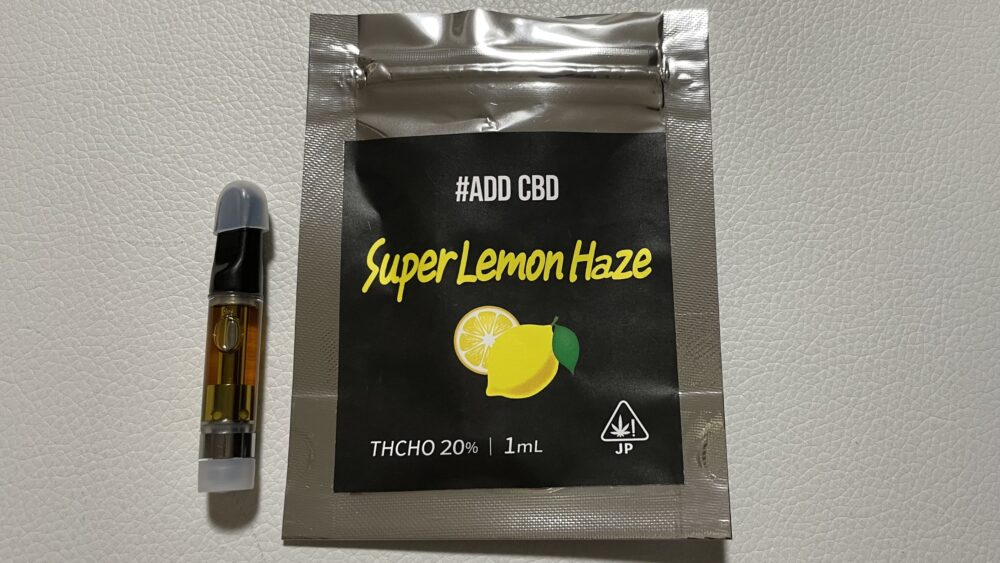 #ADD CBD
Super Lemon Haze
THCHO 20% | 1mL
!
JP